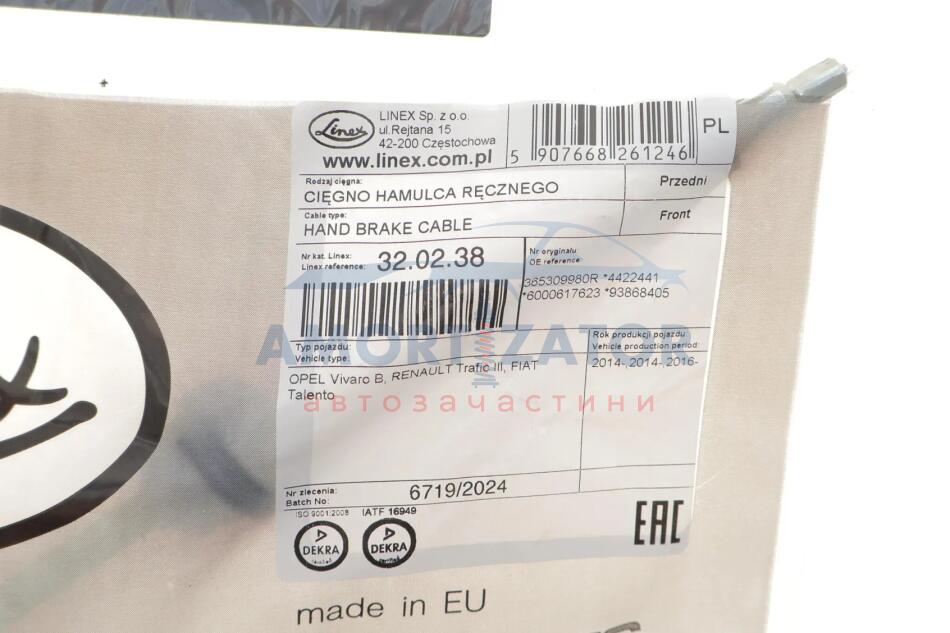 Linex
LINEX Sp. z o.o.
ul.Rejtana 15
42-200 Częstochowa
www.linex.com.pl
5 907668 261246
PL
Rodzaj cięgna:
CIĘGNO HAMULCA RĘCZNEGO
Przedni
Cable type:
HAND BRAKE CABLE
Front
Nr kat. Linex:
Linex reference:
32.02.38
Nr oryginału
OE reference
365309980R *4422441
*6000617623 *93868405
AMORTIZATOR
автозачастини
Typ pojazdu:
Vehicle type:
OPEL Vivaro B, RENAULT Trafic III, FIAT
Talento
Rok produkcji pojazdu
Vehicle production period:
2014-,2014-,2016-
Nr zlecenia:
Batch No:
6719/2024
ISO 9001:2008
IATF 16949
DEKRA
DEKRA
EAC
made in EU